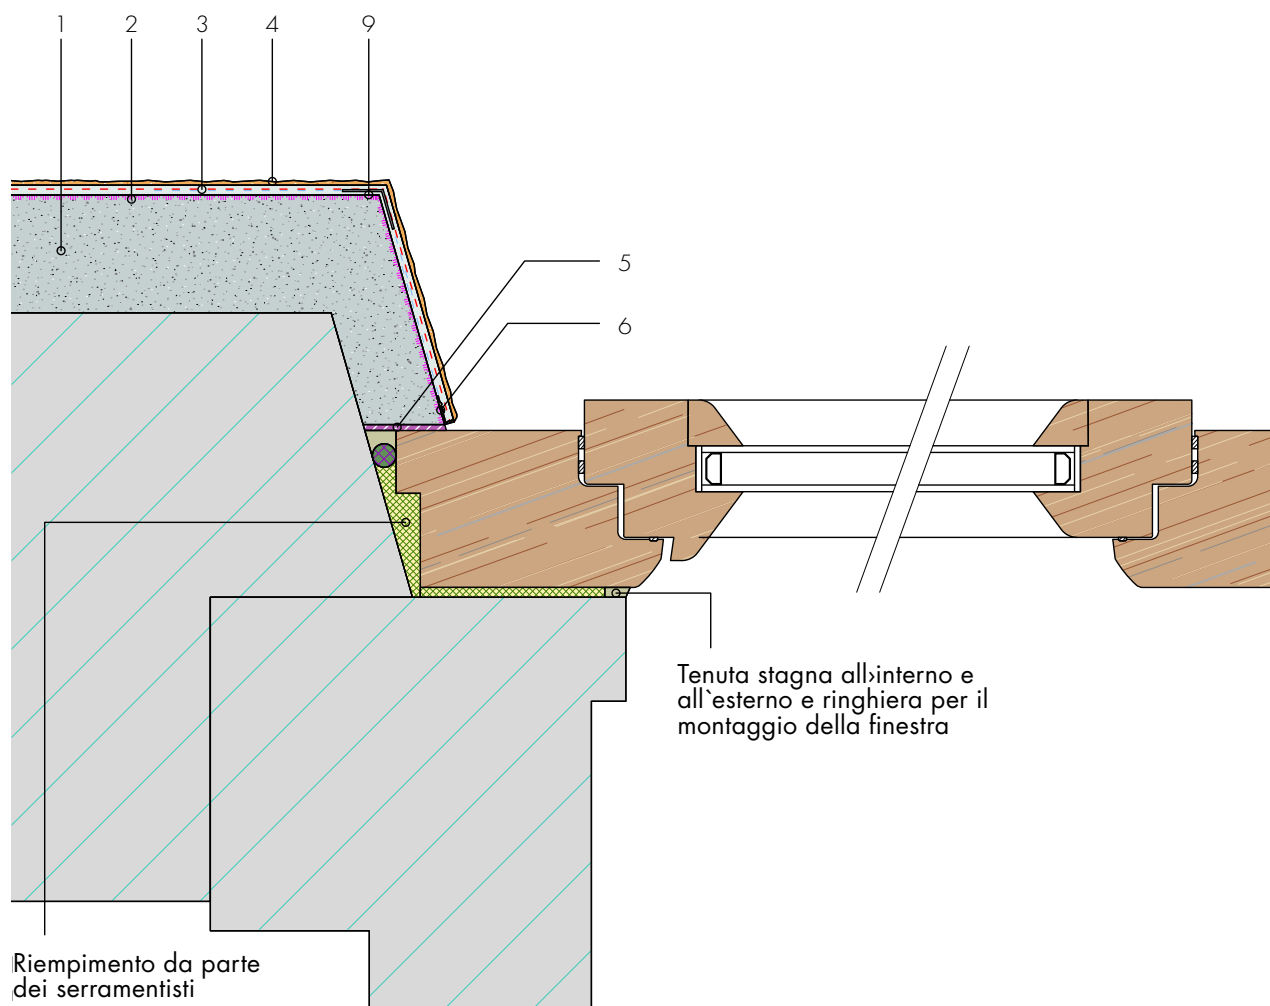 1 2 3 4 9
5
6
Tenuta stagna all›interno e
all`esterno e ringhiera per il
montaggio della finestra
Riempimento da parte
dei serramentisti